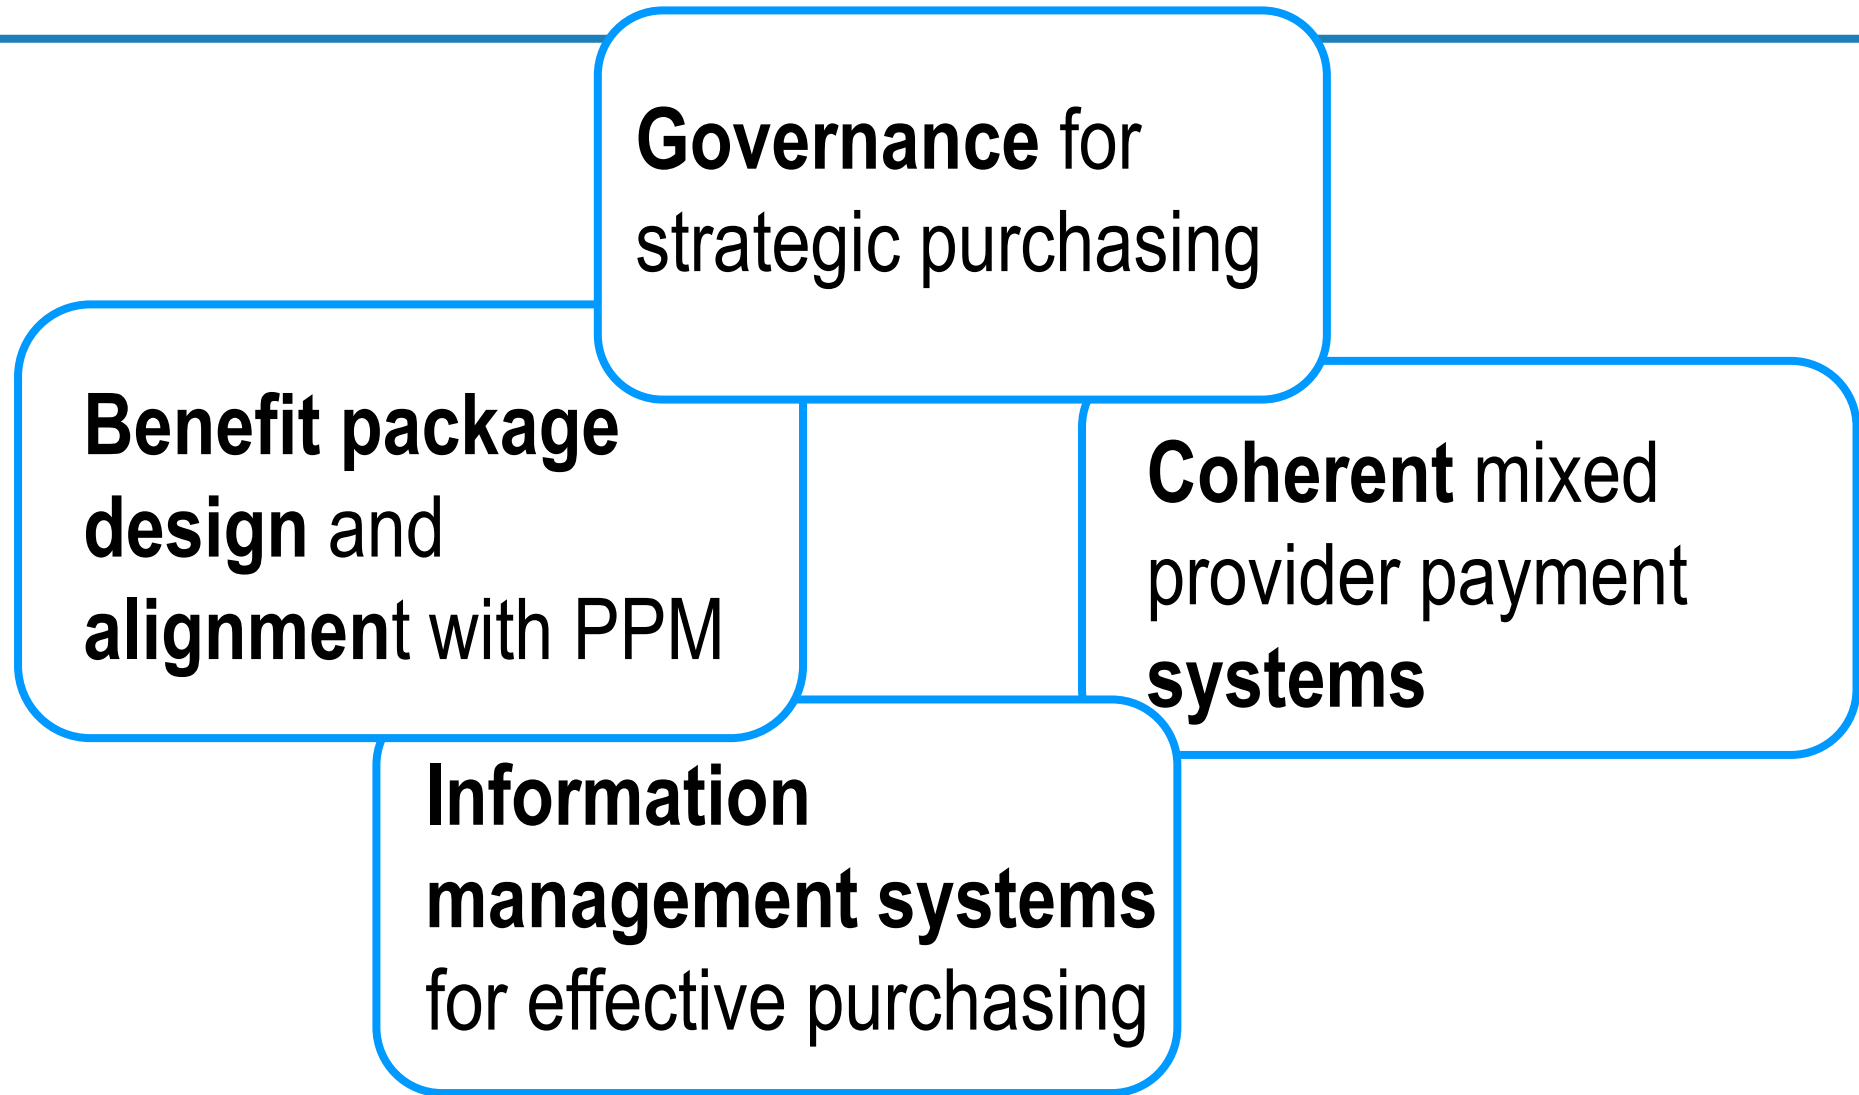 Governance for
strategic purchasing
Benefit package
design and
alignment with PPM
Coherent mixed
provider payment
systems
Information
management systems
for effective purchasing